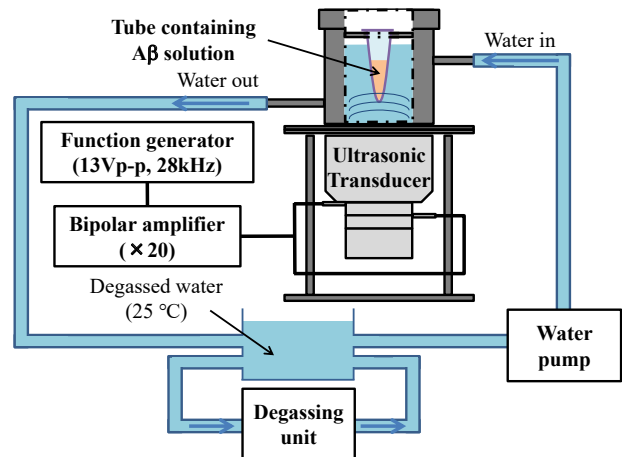 Tube containing
Aβ solution
Water in
Water out
Function generator
(13Vp-p, 28kHz)
Ultrasonic
Transducer
Bipolar amplifier
(×20)
Degassed water
(25 ℃)
Water
pump
Degassing
unit